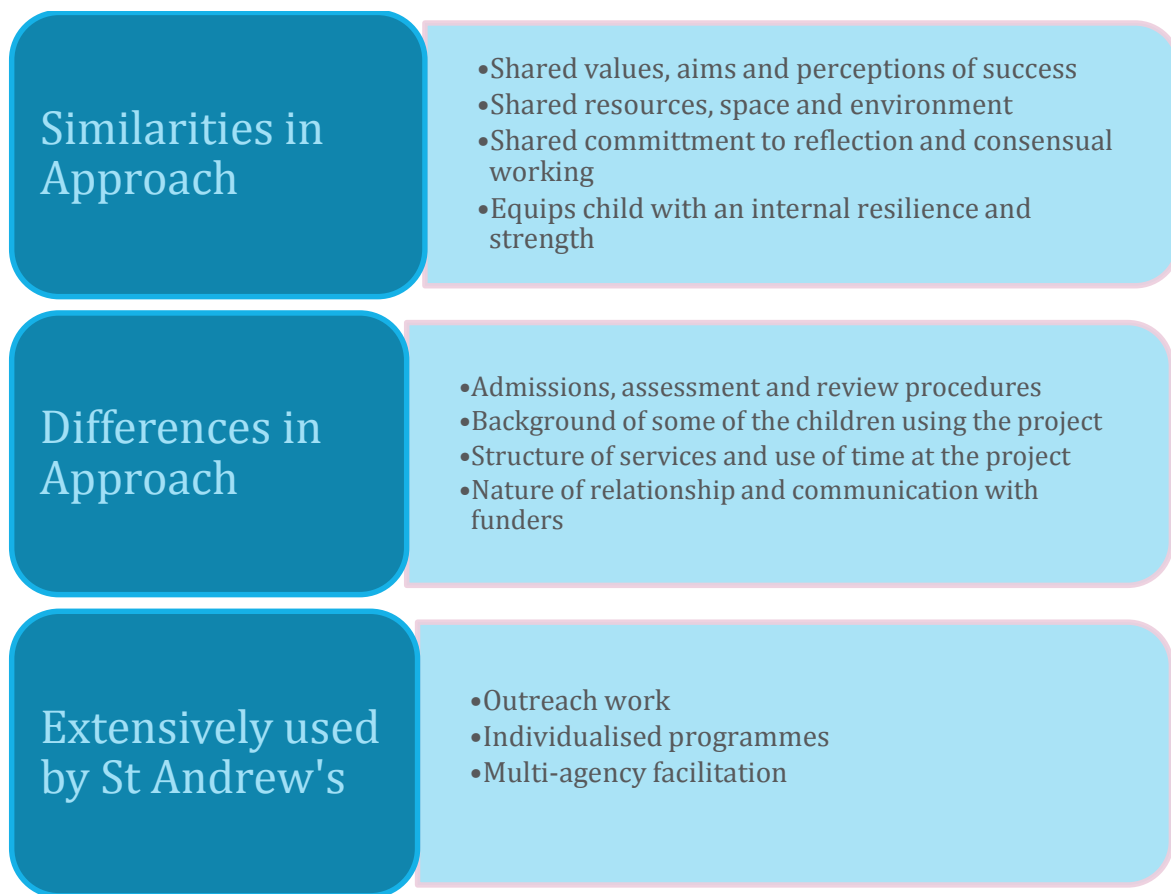 Similarities in
Approach
•Shared values, aims and perceptions of success
•Shared resources, space and environment
•Shared committment to reflection and consensual
working
•Equips child with an internal resilience and
strength
Differences in
Approach
•Admissions, assessment and review procedures
•Background of some of the children using the project
•Structure of services and use of time at the project
•Nature of relationship and communication with
funders
Extensively used
by St Andrew's
•Outreach work
•Individualised programmes
•Multi-agency facilitation